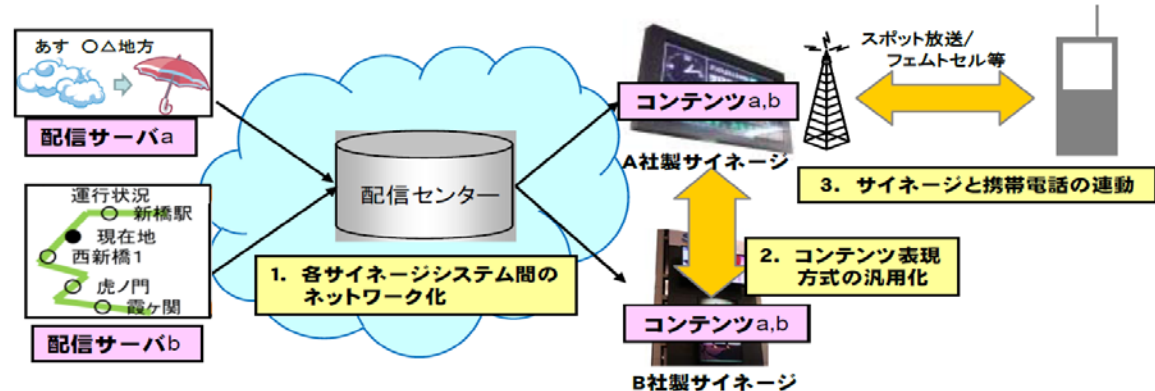 あす ○△地方
配信サーバa
運行状況
新橋駅
現在地
西新橋1
虎ノ門
霞ヶ関
配信サーバb
配信センター
1. 各サイネージシステム間の
ネットワーク化
コンテンツa,b
A社製サイネージ
スポット放送/
フェムトセル等
3. サイネージと携帯電話の連動
2. コンテンツ表現
方式の汎用化
コンテンツa,b
B社製サイネージ